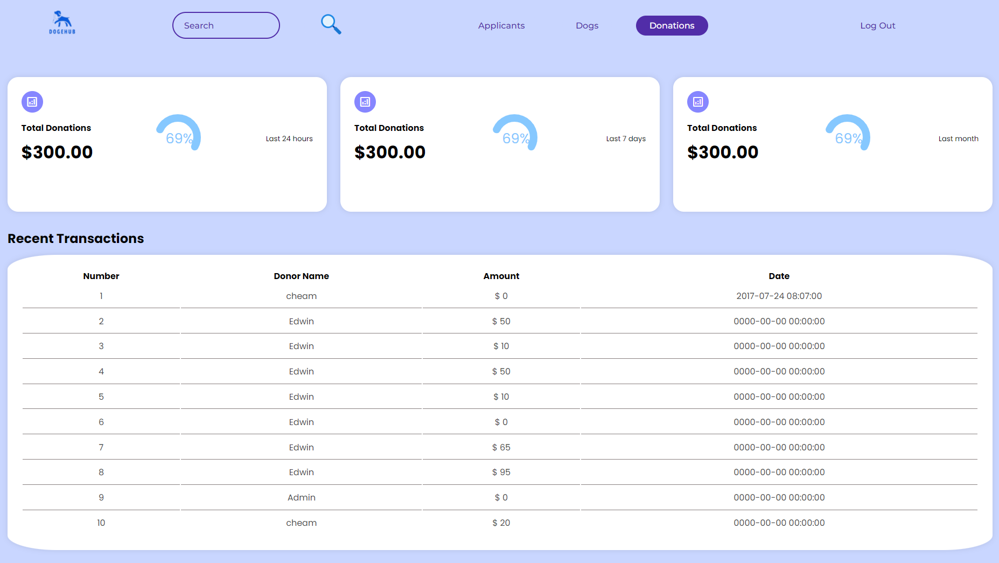 DOGEHUB
Search
Applicants
Dogs
Donations
Log Out
Total Donations
$300.00
69%
Last 24 hours
Total Donations
$300.00
69%
Last 7 days
Total Donations
$300.00
69%
Last month
Recent Transactions
Number Donor Name Amount Date
1 cheam $ 0 2017-07-24 08:07:00
2 Edwin $ 50 0000-00-00 00:00:00
3 Edwin $ 10 0000-00-00 00:00:00
4 Edwin $ 50 0000-00-00 00:00:00
5 Edwin $ 10 0000-00-00 00:00:00
6 Edwin $ 0 0000-00-00 00:00:00
7 Edwin $ 65 0000-00-00 00:00:00
8 Edwin $ 95 0000-00-00 00:00:00
9 Admin $ 0 0000-00-00 00:00:00
10 cheam $ 20 0000-00-00 00:00:00